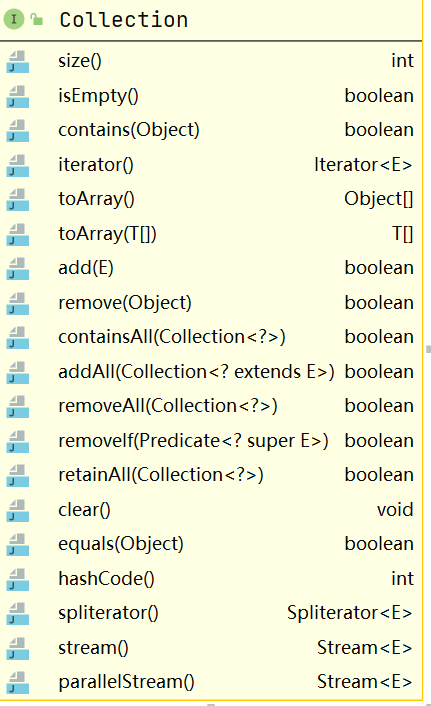 I Collection
size() int
isEmpty() boolean
contains(Object) boolean
iterator() Iterator<E>
toArray() Object[]
toArray(T[]) T[]
add(E) boolean
remove(Object) boolean
containsAll(Collection<?>) boolean
addAll(Collection<? extends E>) boolean
removeAll(Collection<?>) boolean
removeIf(Predicate<? super E>) boolean
retainAll(Collection<?>) boolean
clear() void
equals(Object) boolean
hashCode() int
spliterator() Spliterator<E>
stream() Stream<E>
parallelStream() Stream<E>